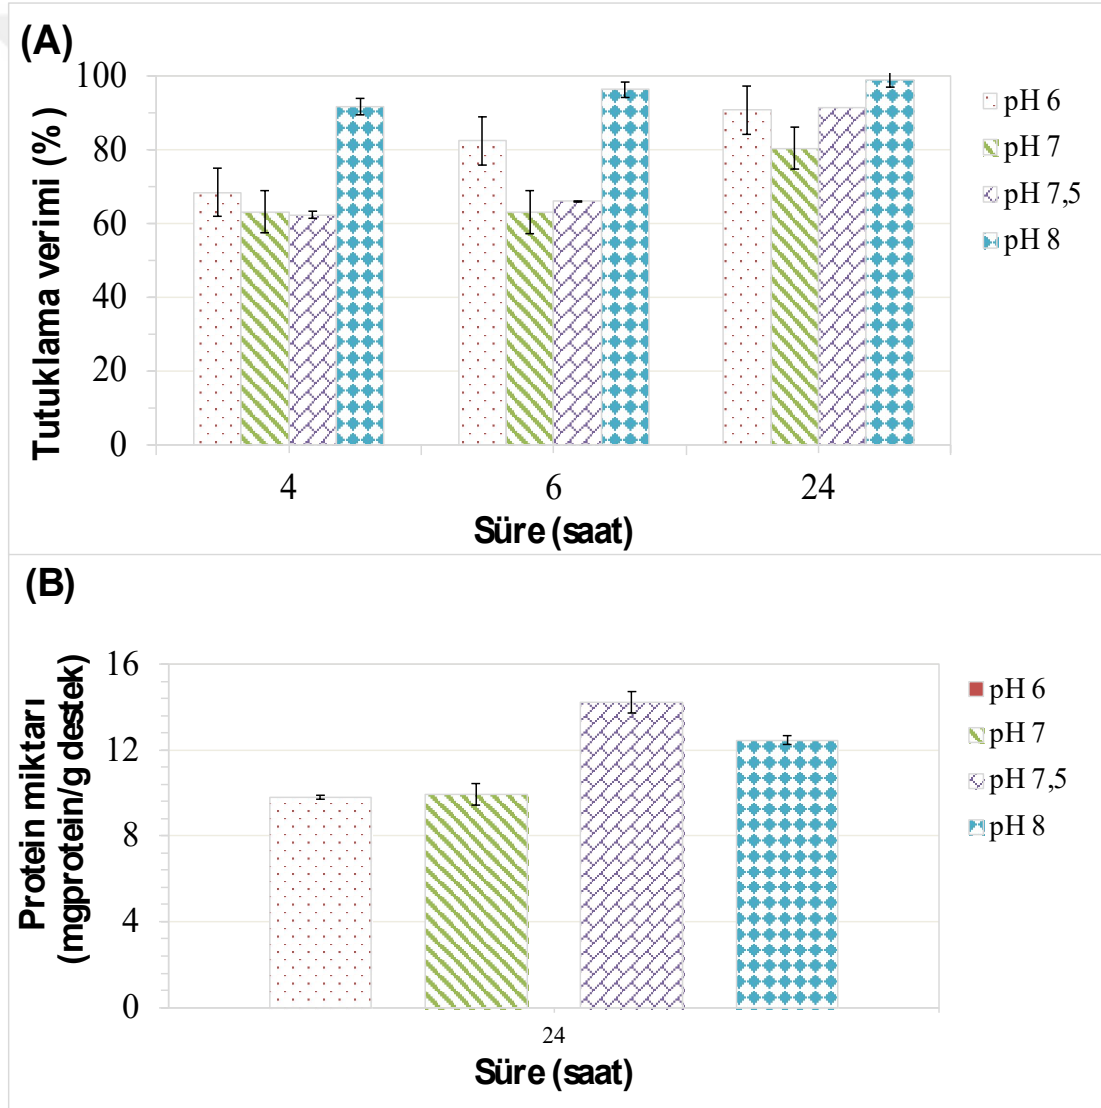 (A)
100
80
60
40
20
0
Tutuklama verimi (%)
4
6
24
Süre (saat)
pH 6
pH 7
pH 7,5
pH 8
(B)
16
12
8
4
0
Protein miktarı
(mgprotein/g destek)
24
Süre (saat)
pH 6
pH 7
pH 7,5
pH 8